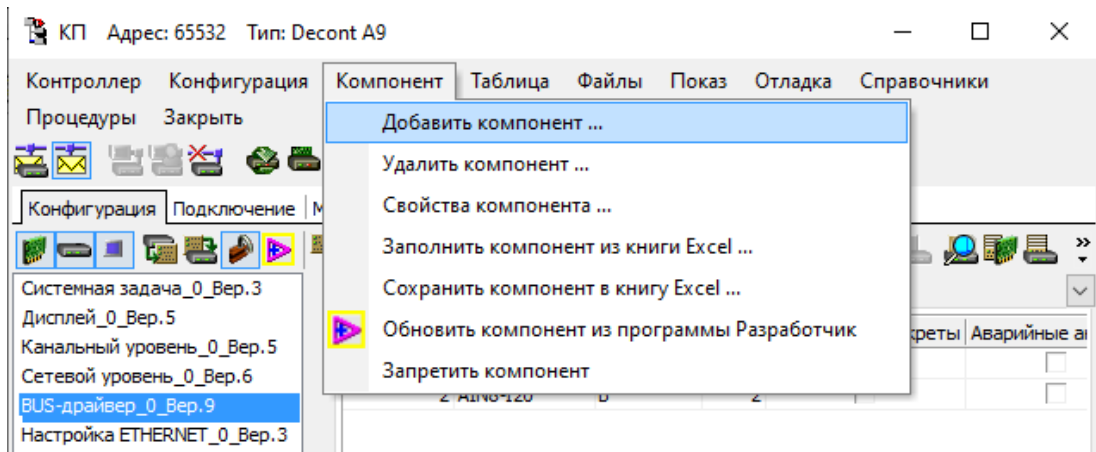 КП Адрес: 65532 Тип: Decont A9
Контроллер Конфигурация Компонент Таблица Файлы Показ Отладка Справочники
Процедуры Закрыть
Добавить компонент ...
Удалить компонент ...
Свойства компонента ...
Заполнить компонент из книги Excel ...
Сохранить компонент в книгу Excel ...
Обновить компонент из программы Разработчик
Запретить компонент
Конфигурация Подключение М
Системная задача_0_Вер.3
Дисплей_0_Вер.5
Канальный уровень_0_Вер.5
Сетевой уровень_0_Вер.6
BUS-драйвер_0_Вер.9
Настройка ETHERNET_0_Вер.3
креты Аварийные а
2 AIN8-I20 2